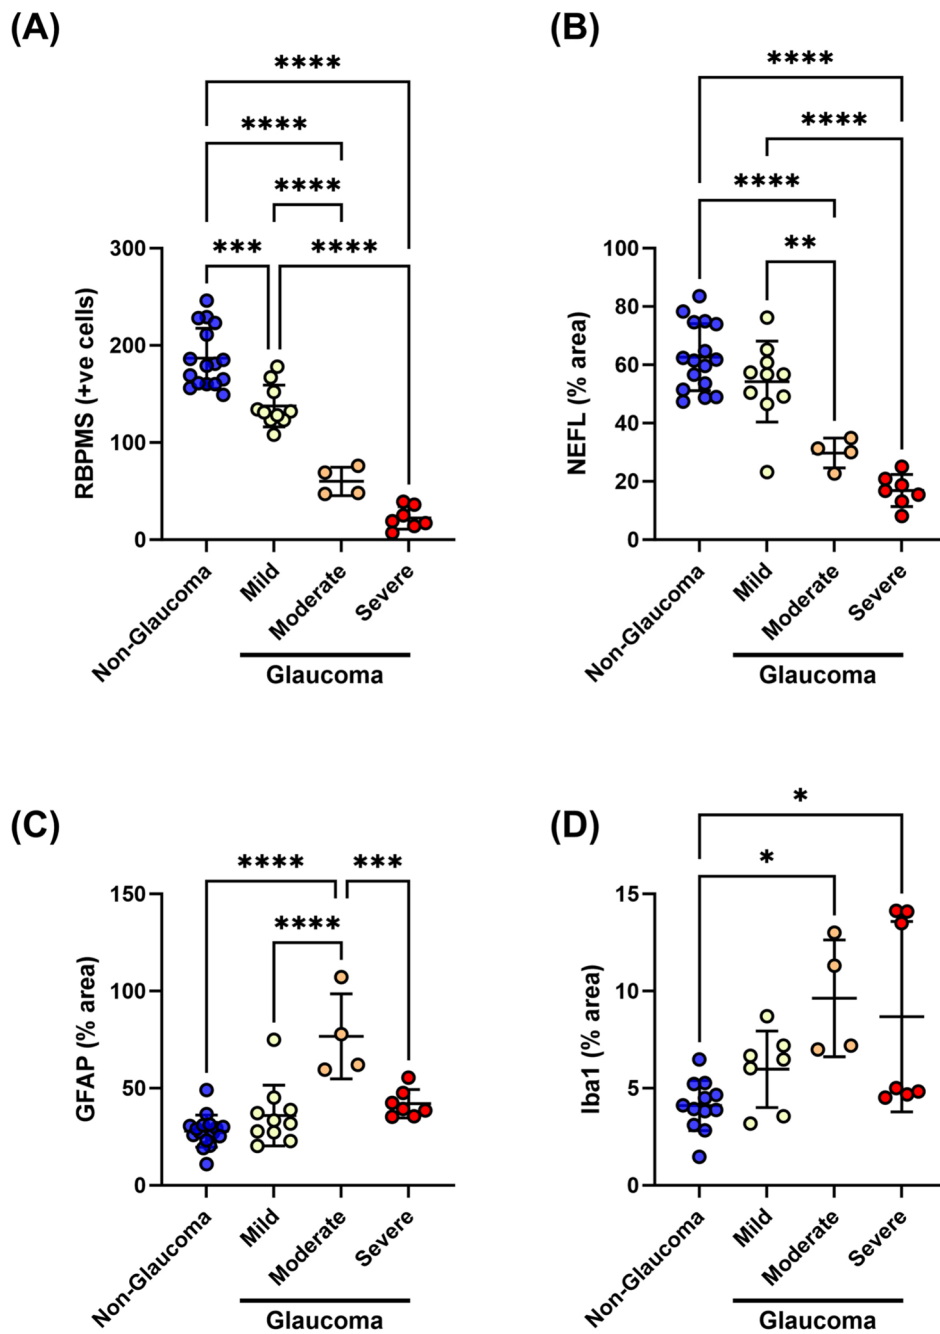 (A)
****
****
****
***
****
300
200
100
0
RBPMS (+ve cells)
Non-Glaucoma
Mild
Moderate
Severe
Glaucoma
(B)
****
****
****
**
100
80
60
40
20
0
NEFL (% area)
Non-Glaucoma
Mild
Moderate
Severe
Glaucoma
(C)
****
***
****
150
100
50
0
GFAP (% area)
Non-Glaucoma
Mild
Moderate
Severe
Glaucoma
(D)
*
*
15
10
5
0
Iba1 (% area)
Non-Glaucoma
Mild
Moderate
Severe
Glaucoma